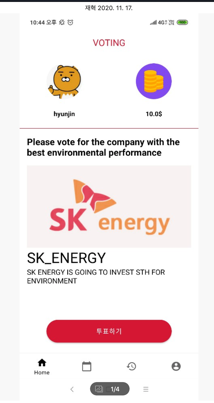 재혁 2020. 11. 17.
10:44 오후
4G
VOTING
hyunjin
10.0$
Please vote for the company with the
best environmental performance
SK energy
SK_ENERGY
SK ENERGY IS GOING TO INVEST STH FOR
ENVIRONMENT
투표하기
Home
1/4